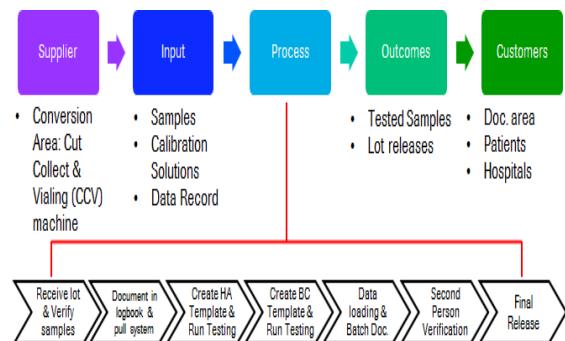 Supplier
Input
Process
Outcomes
Customers
• Conversion
Area: Cut
Collect &
Vialing (CCV)
machine
• Samples
• Calibration
Solutions
• Data Record
• Tested Samples
• Lot releases
• Doc. area
• Patients
• Hospitals
Receive lot
& Verify
samples
Document in
logbook &
pull system
Create HA
Template &
Run Testing
Create BC
Template &
Run Testing
Data
loading &
Batch Doc.
Second
Person
Verification
Final
Release